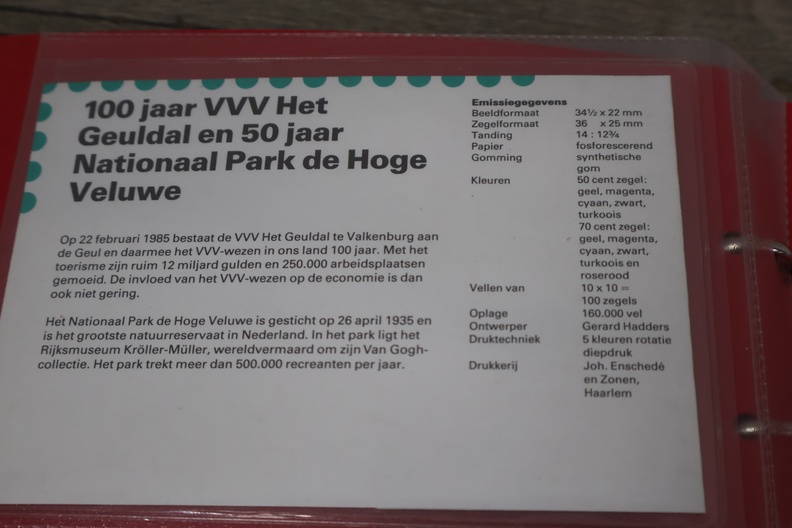 100 jaar VVV Het
Geuldal en 50 jaar
Nationaal Park de Hoge
Veluwe
Op 22 februari 1985 bestaat de VVV Het Geuldal te Valkenburg aan
de Geul en daarmee het VVV-wezen in ons land 100 jaar. Met het
toerisme zijn ruim 12 miljard gulden en 250.000 arbeidsplaatsen
gemoeid. De invloed van het VVV-wezen op de economie is dan
ook niet gering.
Het Nationaal Park de Hoge Veluwe is gesticht op 26 april 1935 en
is het grootste natuurreservaat in Nederland. In het park ligt het
Rijksmuseum Kröller-Müller, wereldvermaard om zijn Van Gogh-
collectie. Het park trekt meer dan 500.000 recreanten per jaar.
Emissiegegevens
Beeldformaat 34½ x 22 mm
Zegelformaat 36 x 25 mm
Tanding 14 : 12¾
Papier fosforescerend
Gomming synthetische
gom
Kleuren 50 cent zegel:
geel, magenta,
cyaan, zwart,
turkoois
70 cent zegel:
geel, magenta,
cyaan, zwart,
turkoois en
roserood
Vellen van 10 x 10 =
100 zegels
Oplage 160.000 vel
Ontwerper Gerard Hadders
Druktechniek 5 kleuren rotatie
diepdruk
Drukkerij Joh. Enschedé
en Zonen,
Haarlem